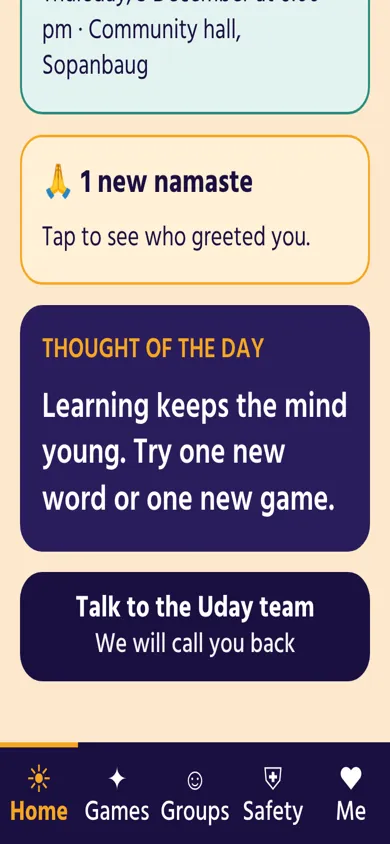 pm · Community hall,
Sopanbaug
🙏 1 new namaste
Tap to see who greeted you.
THOUGHT OF THE DAY
Learning keeps the mind
young. Try one new
word or one new game.
Talk to the Uday team
We will call you back
Home Games Groups Safety Me